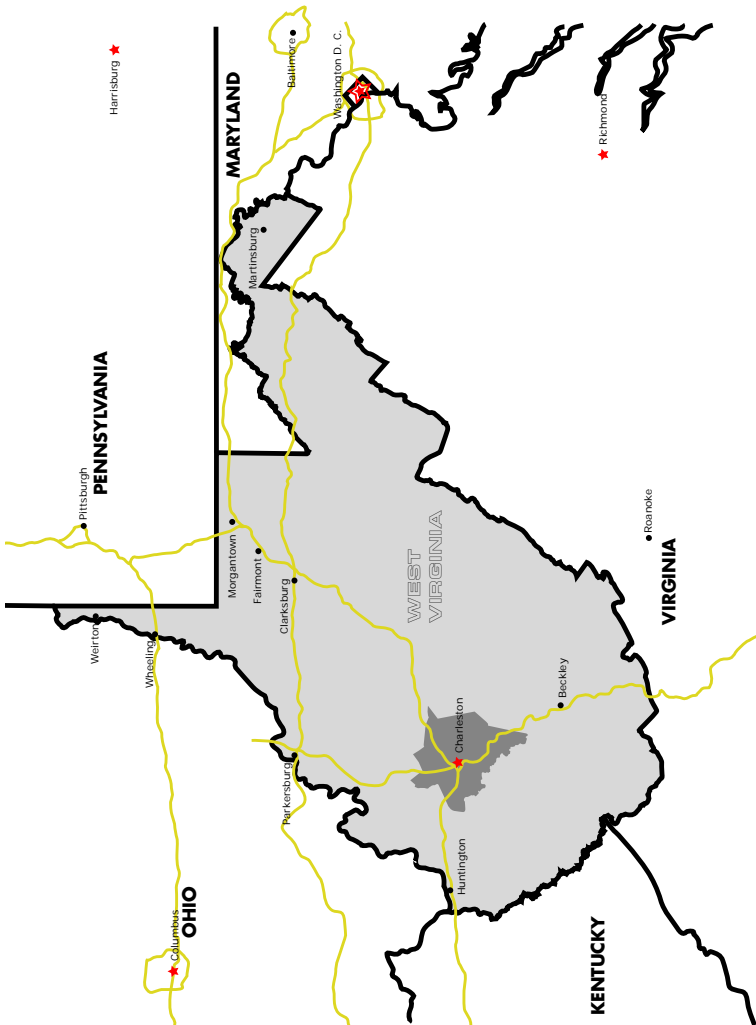 Harrisburg
Baltimore
Washington D. C.
MARYLAND
Richmond
Martinsburg
PENNSYLVANIA
Pittsburgh
Morgantown
Fairmont
Clarksburg
WEST
VIRGINIA
Roanoke
VIRGINIA
Weirton
Wheeling
Parkersburg
Charleston
Beckley
Huntington
Columbus
OHIO
KENTUCKY